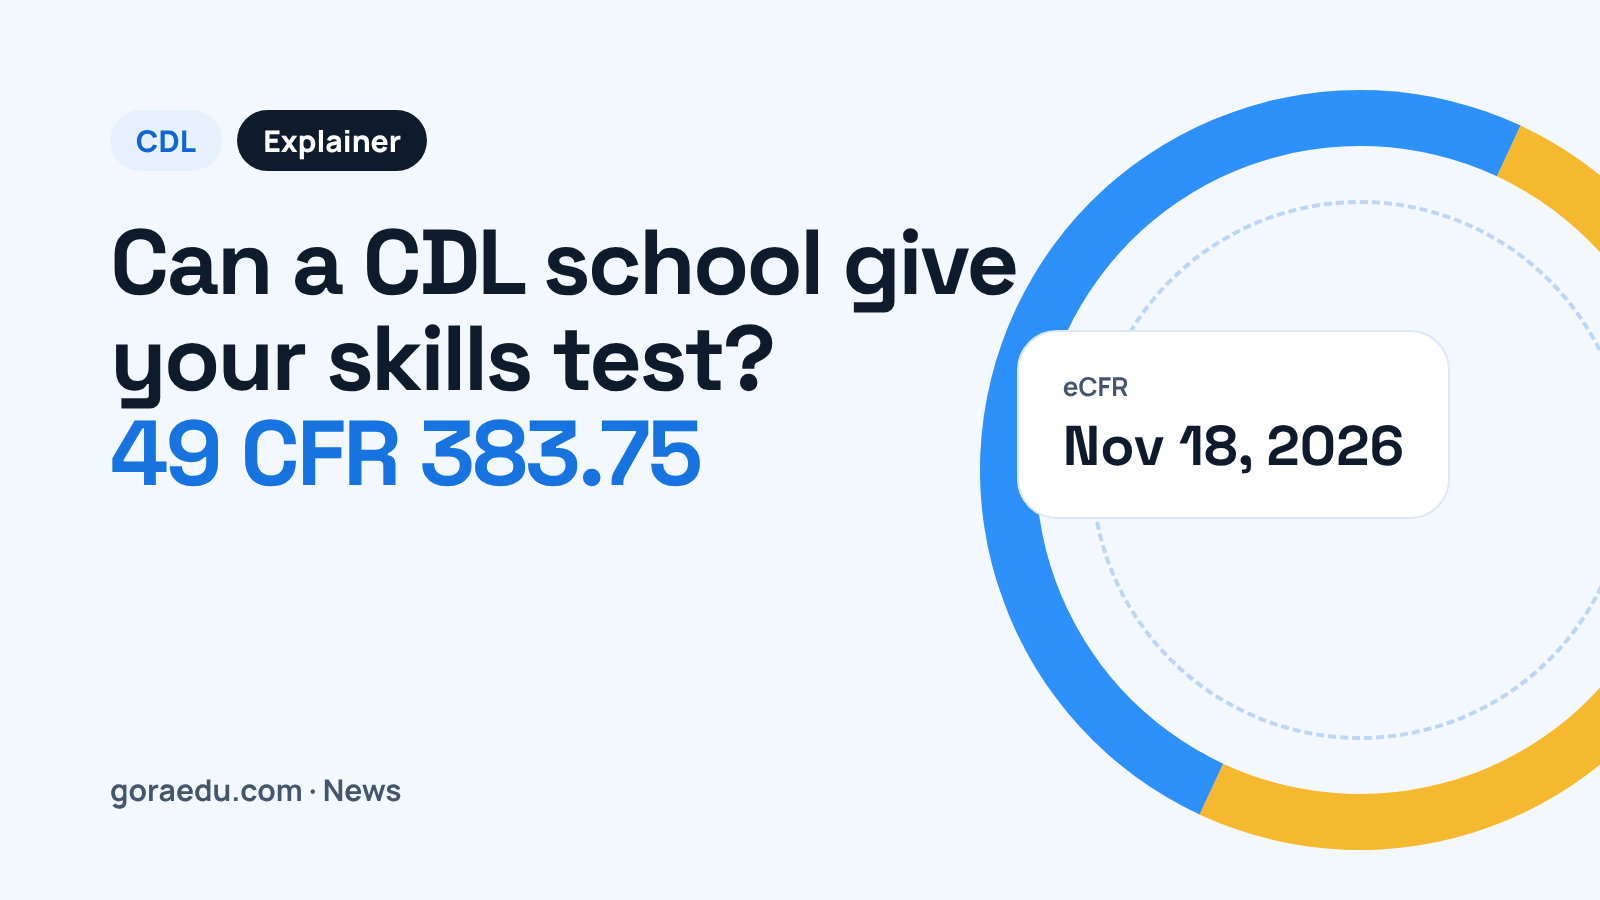 CDL
Explainer
Can a CDL school give
your skills test?
49 CFR 383.75
eCFR
Nov 18, 2026
goraedu.com · News